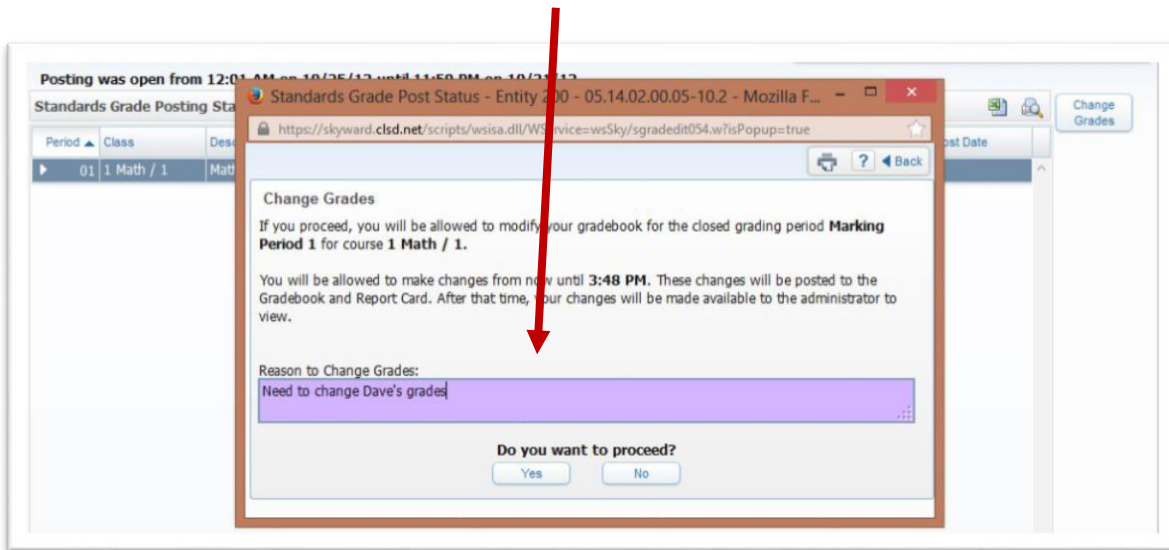 Posting was open from 12:01 AM on 10/25/12 until 11:59 PM on 10/31/12
Standards Grade Posting Sta
Change
Grades
Period Class Desc ost Date
01 1 Math / 1 Math
Standards Grade Post Status - Entity 200 - 05.14.02.00.05-10.2 - Mozilla F...
https://skyward.clsd.net/scripts/wsisa.dll/WService=wsSky/sgradedit054.w?isPopup=true
? Back
Change Grades
If you proceed, you will be allowed to modify your gradebook for the closed grading period Marking
Period 1 for course 1 Math / 1.
You will be allowed to make changes from now until 3:48 PM. These changes will be posted to the
Gradebook and Report Card. After that time, your changes will be made available to the administrator to
view.
Reason to Change Grades:
Need to change Dave's grades
Do you want to proceed?
Yes No